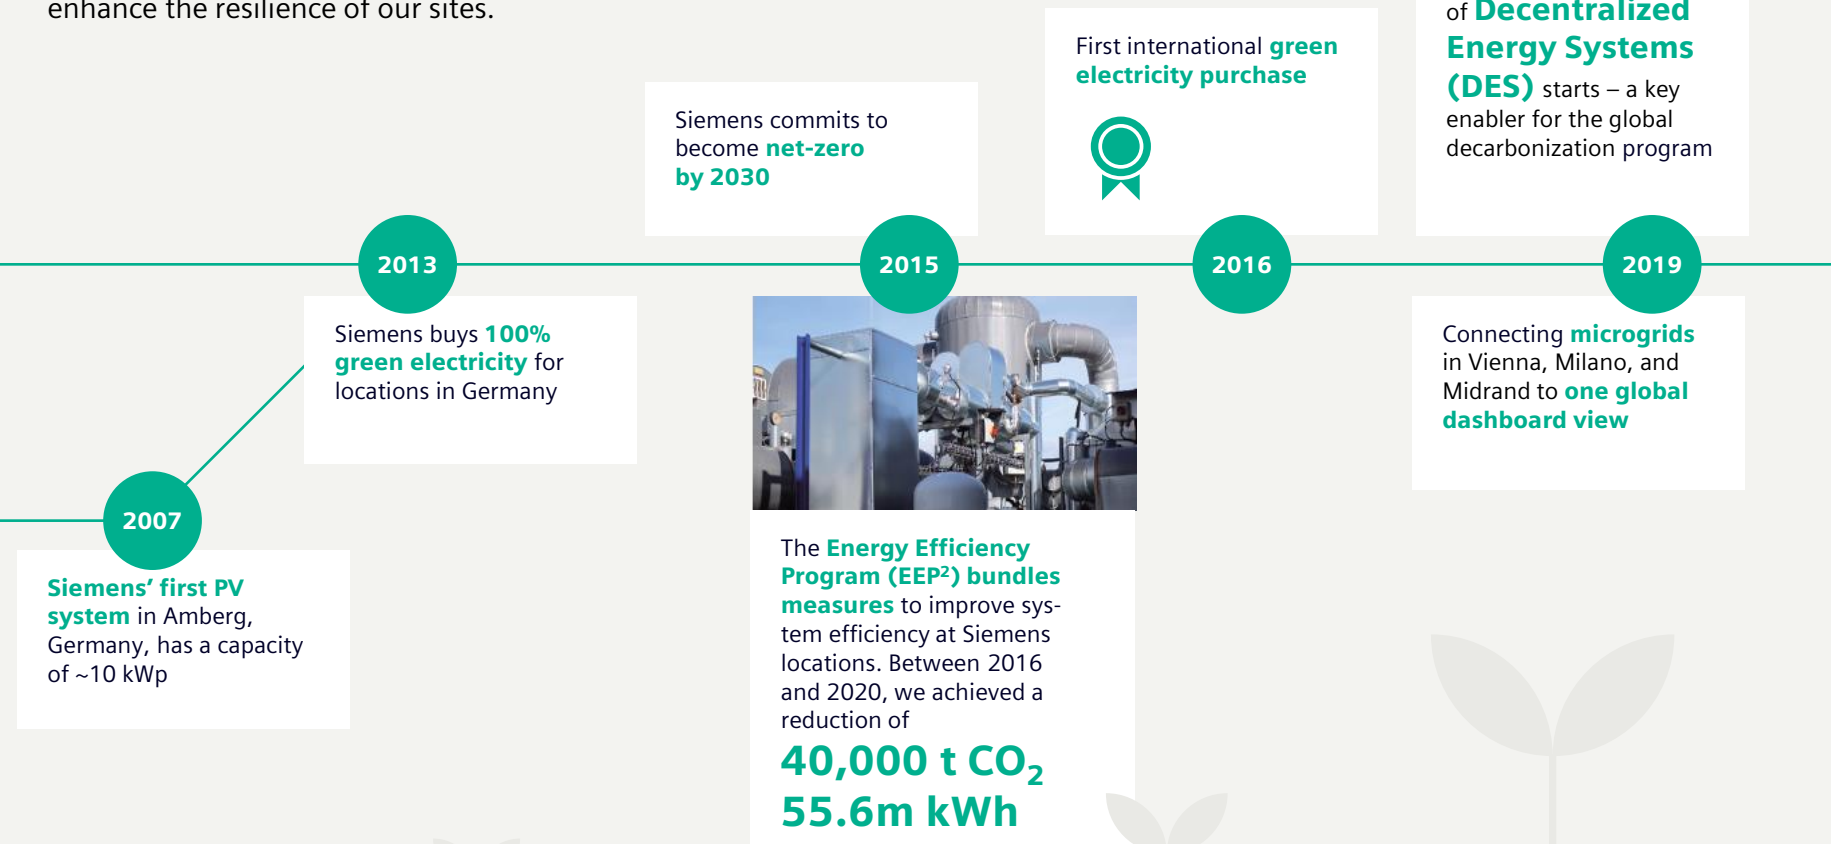 enhance the resilience of our sites.
2007
Siemens’ first PV
system in Amberg,
Germany, has a capacity
of ~10 kWp
2013
Siemens buys 100%
green electricity for
locations in Germany
Siemens commits to
become net-zero
by 2030
2015
The Energy Efficiency
Program (EEP²) bundles
measures to improve sys-
tem efficiency at Siemens
locations. Between 2016
and 2020, we achieved a
reduction of
40,000 t CO₂
55.6m kWh
First international green
electricity purchase
2016
of Decentralized
Energy Systems
(DES) starts – a key
enabler for the global
decarbonization program
2019
Connecting microgrids
in Vienna, Milano, and
Midrand to one global
dashboard view